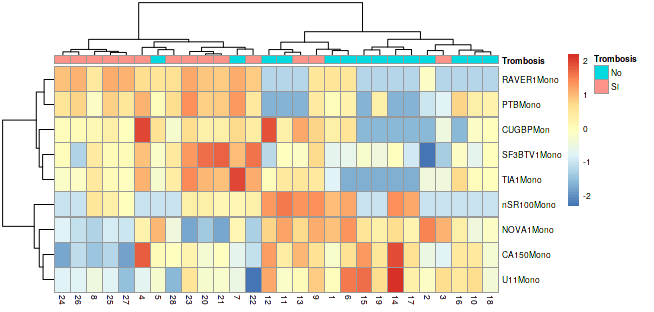 Trombosis
RAVER1Mono
PTBMono
CUGBPMon
SF3BTV1Mono
TIA1Mono
nSR100Mono
NOVA1Mono
CA150Mono
U11Mono
24 26 8 25 27 4 5 28 23 20 21 7 22 12 11 13 9 1 6 15 19 14 17 2 3 16 10 18
2
1
0
-1
-2
Trombosis
No
SI